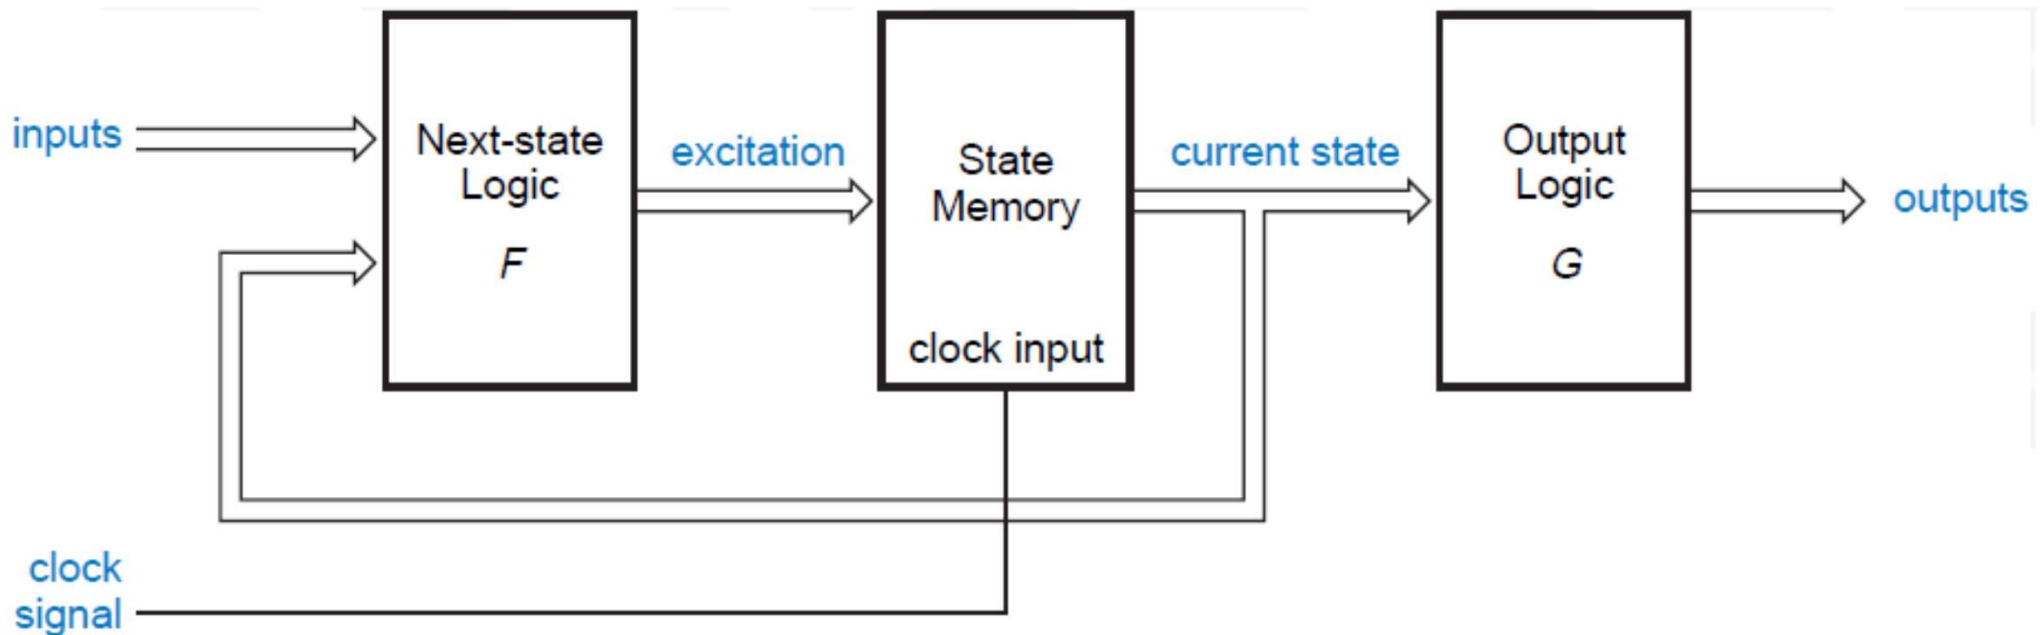 inputs
Next-state
Logic
F
excitation
State
Memory
clock input
current state
Output
Logic
G
outputs
clock
signal